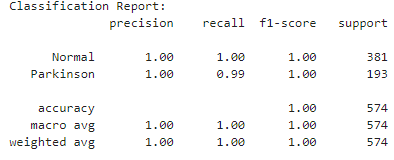 Classification Report:
precision recall f1-score support
Normal 1.00 1.00 1.00 381
Parkinson 1.00 0.99 1.00 193
accuracy 1.00 574
macro avg 1.00 1.00 1.00 574
weighted avg 1.00 1.00 1.00 574